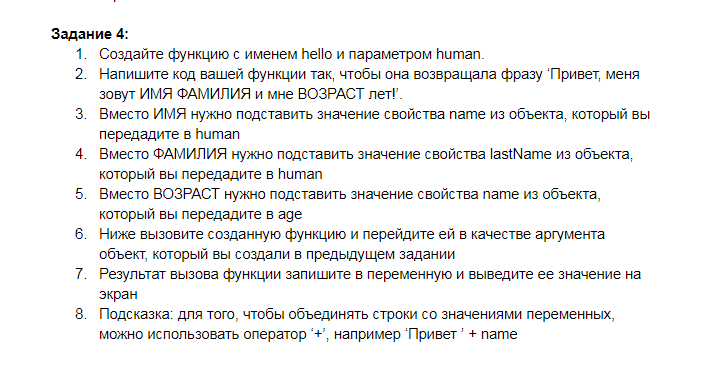 Задание 4:
1. Создайте функцию с именем hello и параметром human.
2. Напишите код вашей функции так, чтобы она возвращала фразу ‘Привет, меня
зовут ИМЯ ФАМИЛИЯ и мне ВОЗРАСТ лет!’.
3. Вместо ИМЯ нужно подставить значение свойства name из объекта, который вы
передадите в human
4. Вместо ФАМИЛИЯ нужно подставить значение свойства lastName из объекта,
который вы передадите в human
5. Вместо ВОЗРАСТ нужно подставить значение свойства name из объекта,
который вы передадите в age
6. Ниже вызовите созданную функцию и перейдите ей в качестве аргумента
объект, который вы создали в предыдущем задании
7. Результат вызова функции запишите в переменную и выведите ее значение на
экран
8. Подсказка: для того, чтобы объединять строки со значениями переменных,
можно использовать оператор ‘+’, например ‘Привет ’ + name